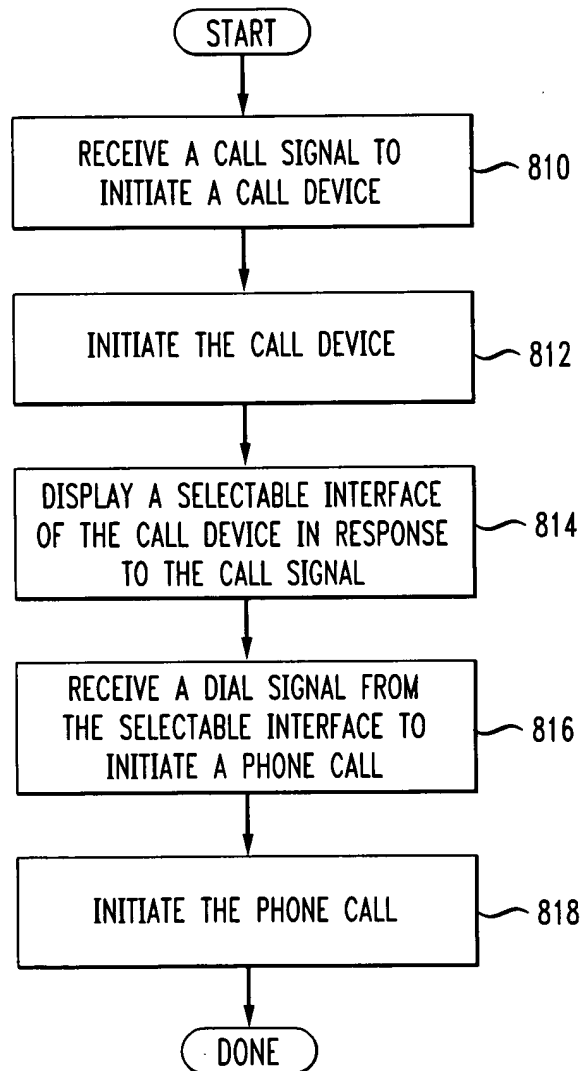 START
RECEIVE A CALL SIGNAL TO
INITIATE A CALL DEVICE
810
INITIATE THE CALL DEVICE
812
DISPLAY A SELECTABLE INTERFACE
OF THE CALL DEVICE IN RESPONSE
TO THE CALL SIGNAL
814
RECEIVE A DIAL SIGNAL FROM
THE SELECTABLE INTERFACE TO
INITIATE A PHONE CALL
816
INITIATE THE PHONE CALL
818
DONE